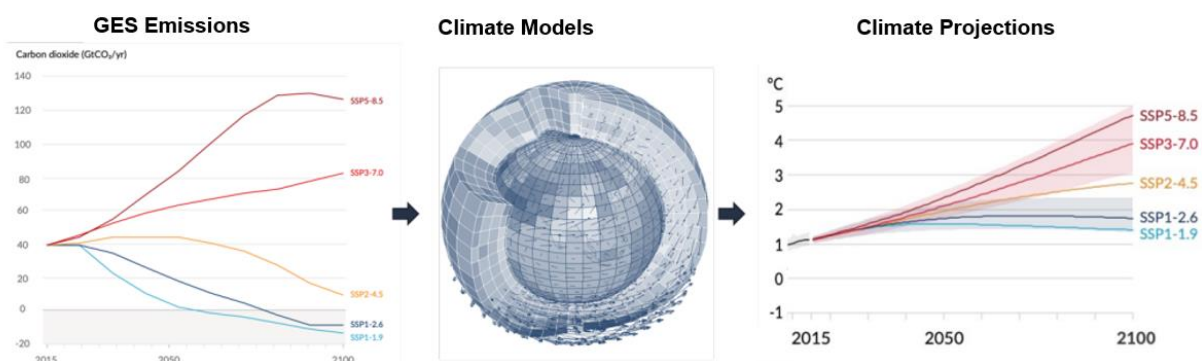 GES Emissions
Climate Models
Climate Projections
Carbon dioxide (GtCO₂/yr)
140
120
100
80
60
40
20
0
-20
SSP5-8.5
SSP3-7.0
SSP2-4.5
SSP1-2.6
SSP1-1.9
2015
2050
2100
°C
5
4
3
2
1
0
-1
SSP5-8.5
SSP3-7.0
SSP2-4.5
SSP1-2.6
SSP1-1.9
2015
2050
2100